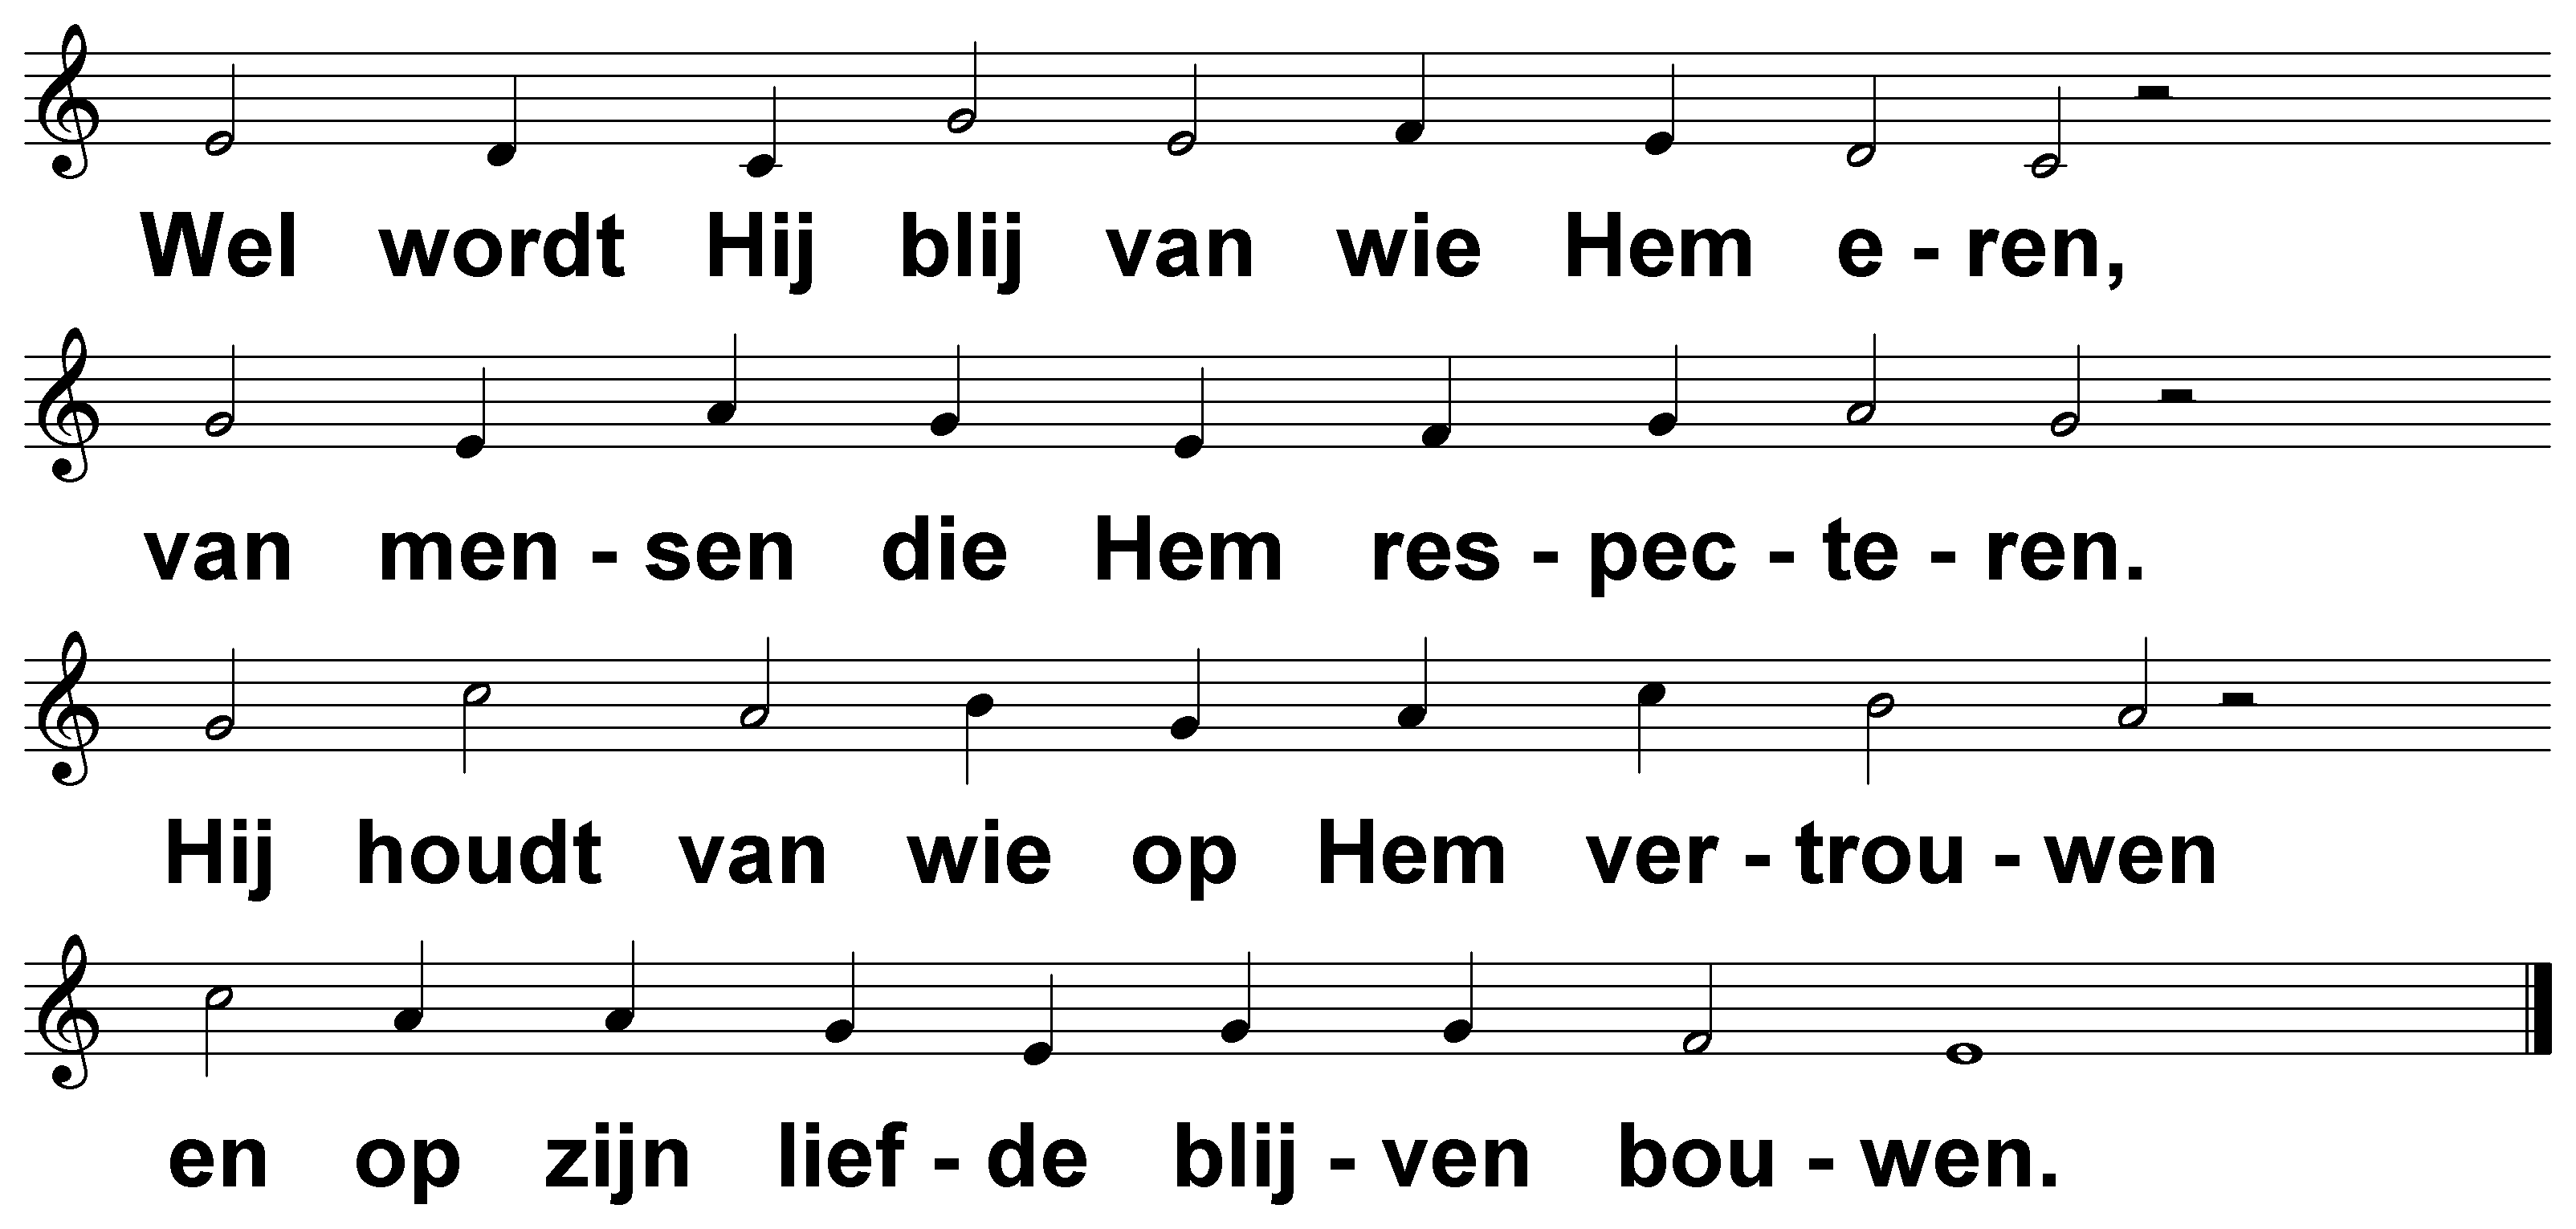 Wel wordt Hij blij van wie Hem e - ren,
van men - sen die Hem res - pec - te - ren.
Hij houdt van wie op Hem ver - trou - wen
en op zijn lief - de blij - ven bou - wen.